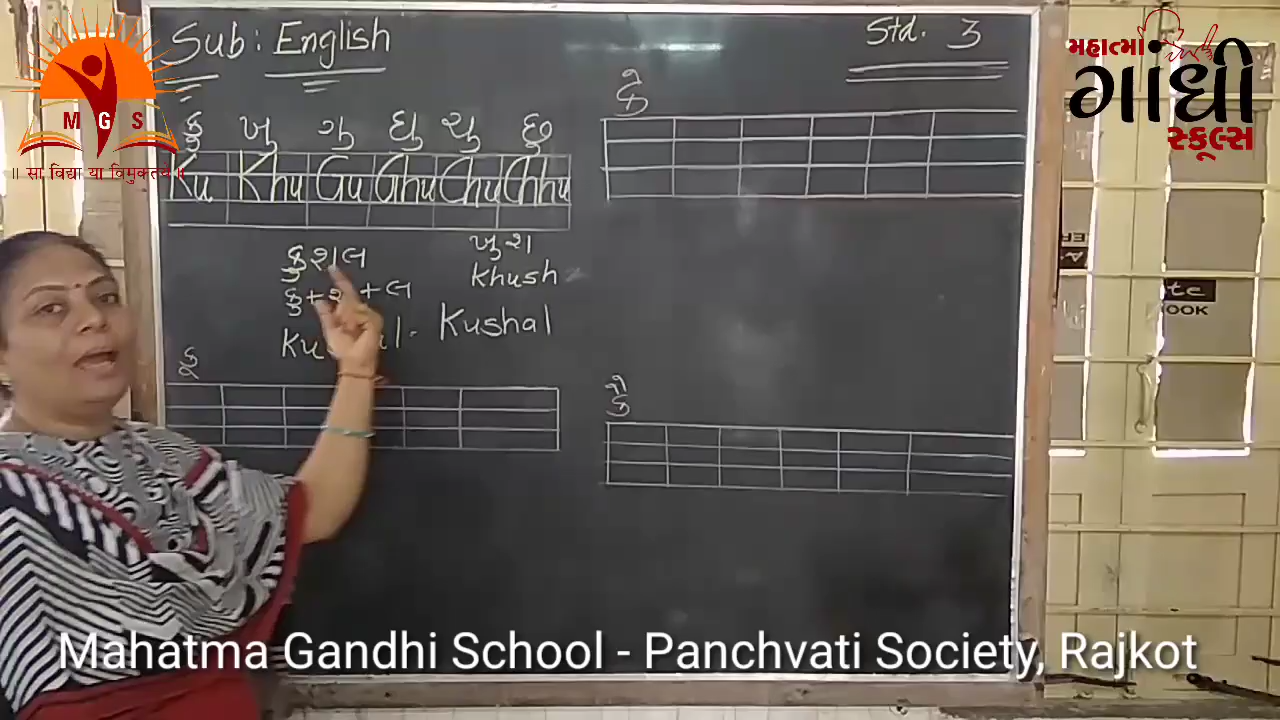 Sub: English
Std. 3
કુ ખુ ગુ ઘુ ચુ છુ
Ku Khu Gu Ghu Chu Chhu
કુશલ
કુ+શ+લ
Kushal
ખુશ
Khush
કૂ
કે
કૈ
M G S
॥ सा विद्या या विमुक्तये ॥
મહાત્મા
ગાંધી
સ્કૂલ્સ
OOK
Mahatma Gandhi School - Panchvati Society, Rajkot